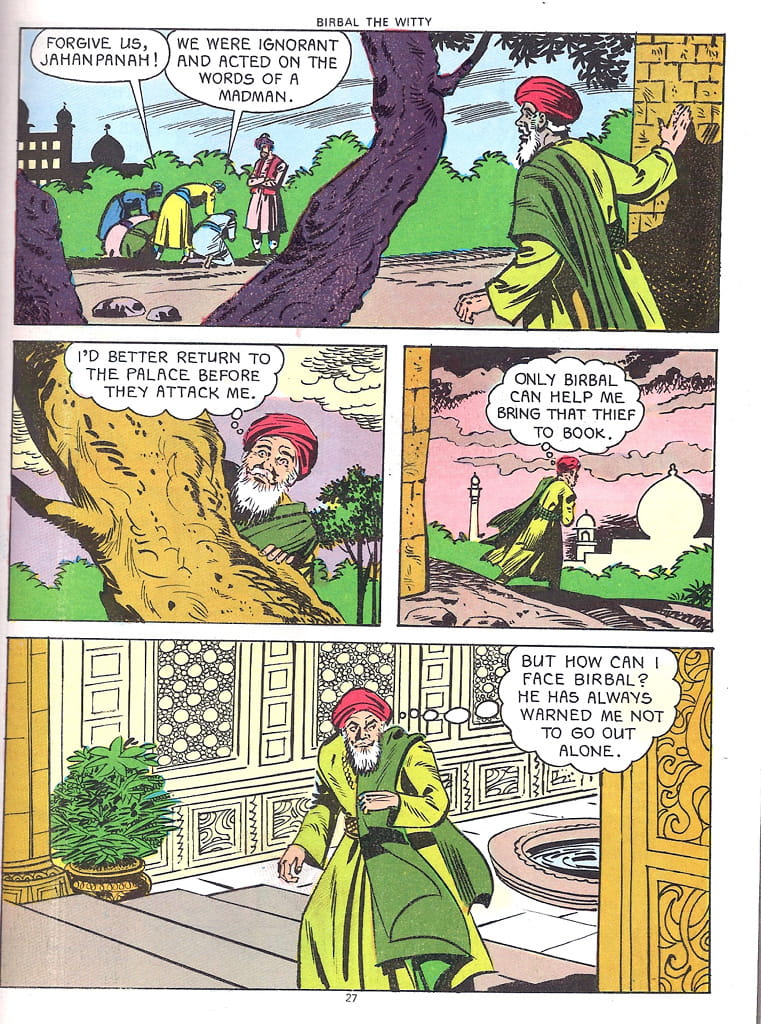 BIRBAL THE WITTY
FORGIVE US,
JAHANPANAH!
WE WERE IGNORANT
AND ACTED ON THE
WORDS OF A
MADMAN.
I'D BETTER RETURN TO
THE PALACE BEFORE
THEY ATTACK ME.
ONLY BIRBAL
CAN HELP ME
BRING THAT THIEF
TO BOOK.
BUT HOW CAN I
FACE BIRBAL?
HE HAS ALWAYS
WARNED ME NOT
TO GO OUT
ALONE.
27